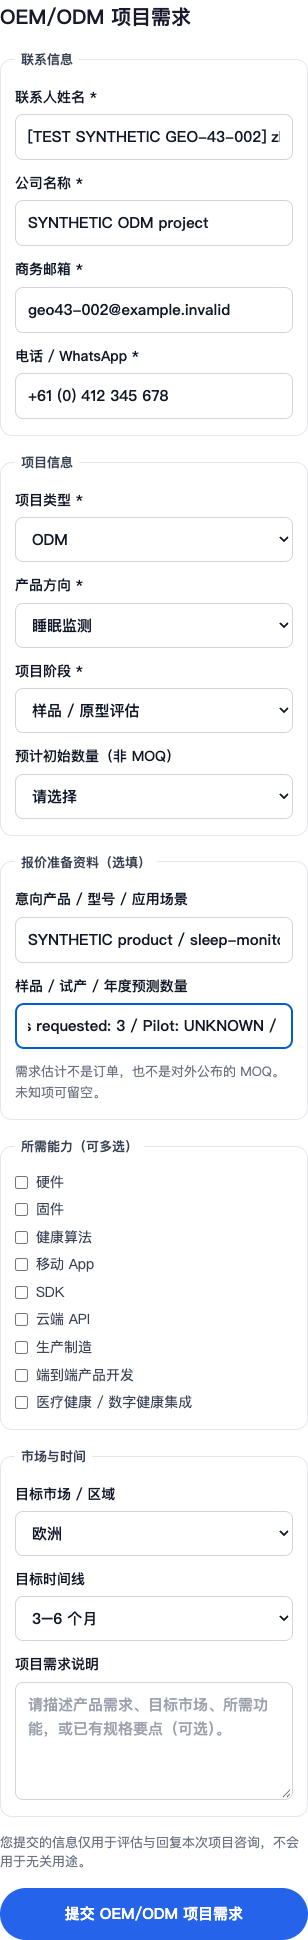 OEM/ODM 项目需求
联系信息
联系人姓名 *
[TEST SYNTHETIC GEO-43-002]
公司名称 *
SYNTHETIC ODM project
商务邮箱 *
geo43-002@example.invalid
电话 / WhatsApp *
+61 (0) 412 345 678
项目信息
项目类型 *
ODM
产品方向 *
睡眠监测
项目阶段 *
样品 / 原型评估
预计初始数量（非 MOQ）
请选择
报价准备资料（选填）
意向产品 / 型号 / 应用场景
SYNTHETIC product /
样品 / 试产 / 年度预测数量
requested: 3 / Pilot: UNKNOWN /
需求估计不是订单，也不是对外公布的 MOQ。
未知项可留空。
所需能力（可多选）
硬件
固件
健康算法
移动 App
SDK
云端 API
生产制造
端到端产品开发
医疗健康 / 数字健康集成
市场与时间
目标市场 / 区域
欧洲
目标时间线
3–6 个月
项目需求说明
请描述产品需求、目标市场、所需功
能，或已有规格要点（可选）。
您提交的信息仅用于评估与回复本次项目咨询，不会
用于无关用途。
提交 OEM/ODM 项目需求